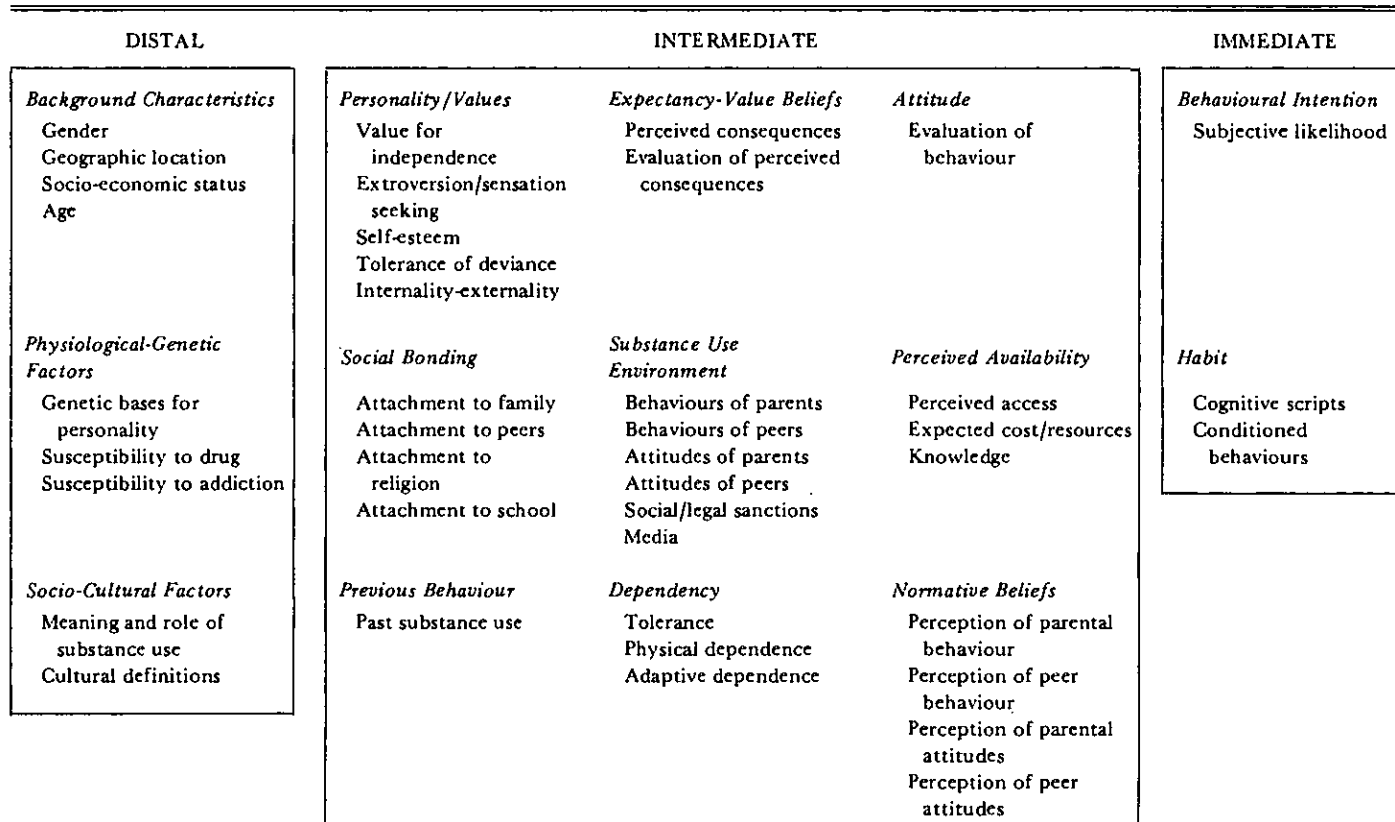 DISTAL
Background Characteristics
Gender
Geographic location
Socio-economic status
Age
Physiological-Genetic
Factors
Genetic bases for
personality
Susceptibility to drug
Susceptibility to addiction
Socio-Cultural Factors
Meaning and role of
substance use
Cultural definitions
INTERMEDIATE
Personality/Values
Value for
independence
Extroversion/sensation
seeking
Self-esteem
Tolerance of deviance
Internality-externality
Expectancy-Value Beliefs
Perceived consequences
Evaluation of perceived
consequences
Attitude
Evaluation of
behaviour
Social Bonding
Attachment to family
Attachment to peers
Attachment to
religion
Attachment to school
Substance Use
Environment
Behaviours of parents
Behaviours of peers
Attitudes of parents
Attitudes of peers
Social/legal sanctions
Media
Perceived Availability
Perceived access
Expected cost/resources
Knowledge
Previous Behaviour
Past substance use
Dependency
Tolerance
Physical dependence
Adaptive dependence
Normative Beliefs
Perception of parental
behaviour
Perception of peer
behaviour
Perception of parental
attitudes
Perception of peer
attitudes
IMMEDIATE
Behavioural Intention
Subjective likelihood
Habit
Cognitive scripts
Conditioned
behaviours